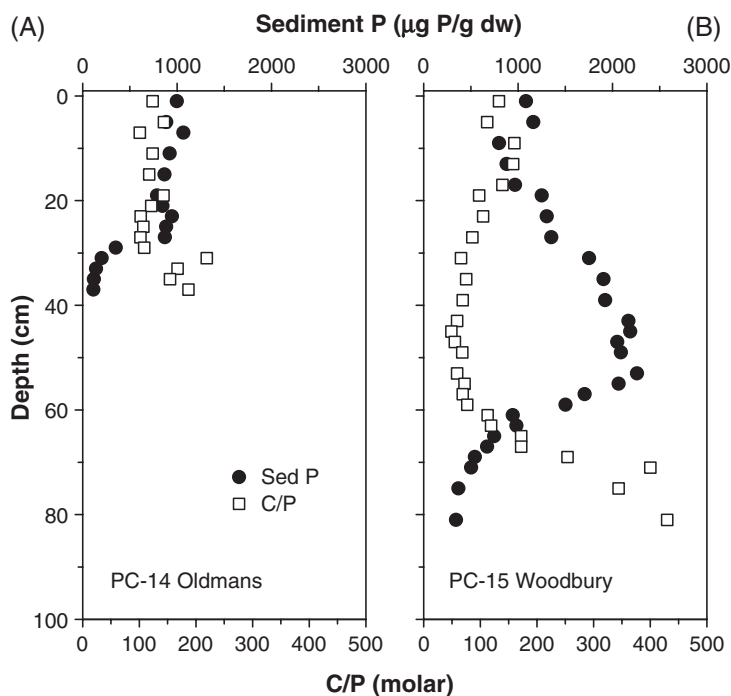 (A) Sediment P (μg P/g dw) (B)
0 1000 2000 3000 0 1000 2000 3000
0
20
40
60
80
100
Depth (cm)
Sed P
C/P
PC-14 Oldmans PC-15 Woodbury
0 100 200 300 400 500 0 100 200 300 400 500
C/P (molar)